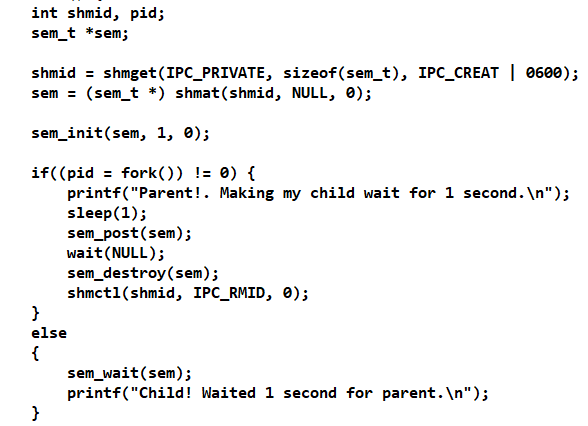 int shmid, pid;
sem_t *sem;
shmid = shmget(IPC_PRIVATE, sizeof(sem_t), IPC_CREAT | 0600);
sem = (sem_t *) shmat(shmid, NULL, 0);
sem_init(sem, 1, 0);
if((pid = fork()) != 0) {
    printf("Parent!. Making my child wait for 1 second.\n");
    sleep(1);
    sem_post(sem);
    wait(NULL);
    sem_destroy(sem);
    shmctl(shmid, IPC_RMID, 0);
}
else
{
    sem_wait(sem);
    printf("Child! Waited 1 second for parent.\n");
}